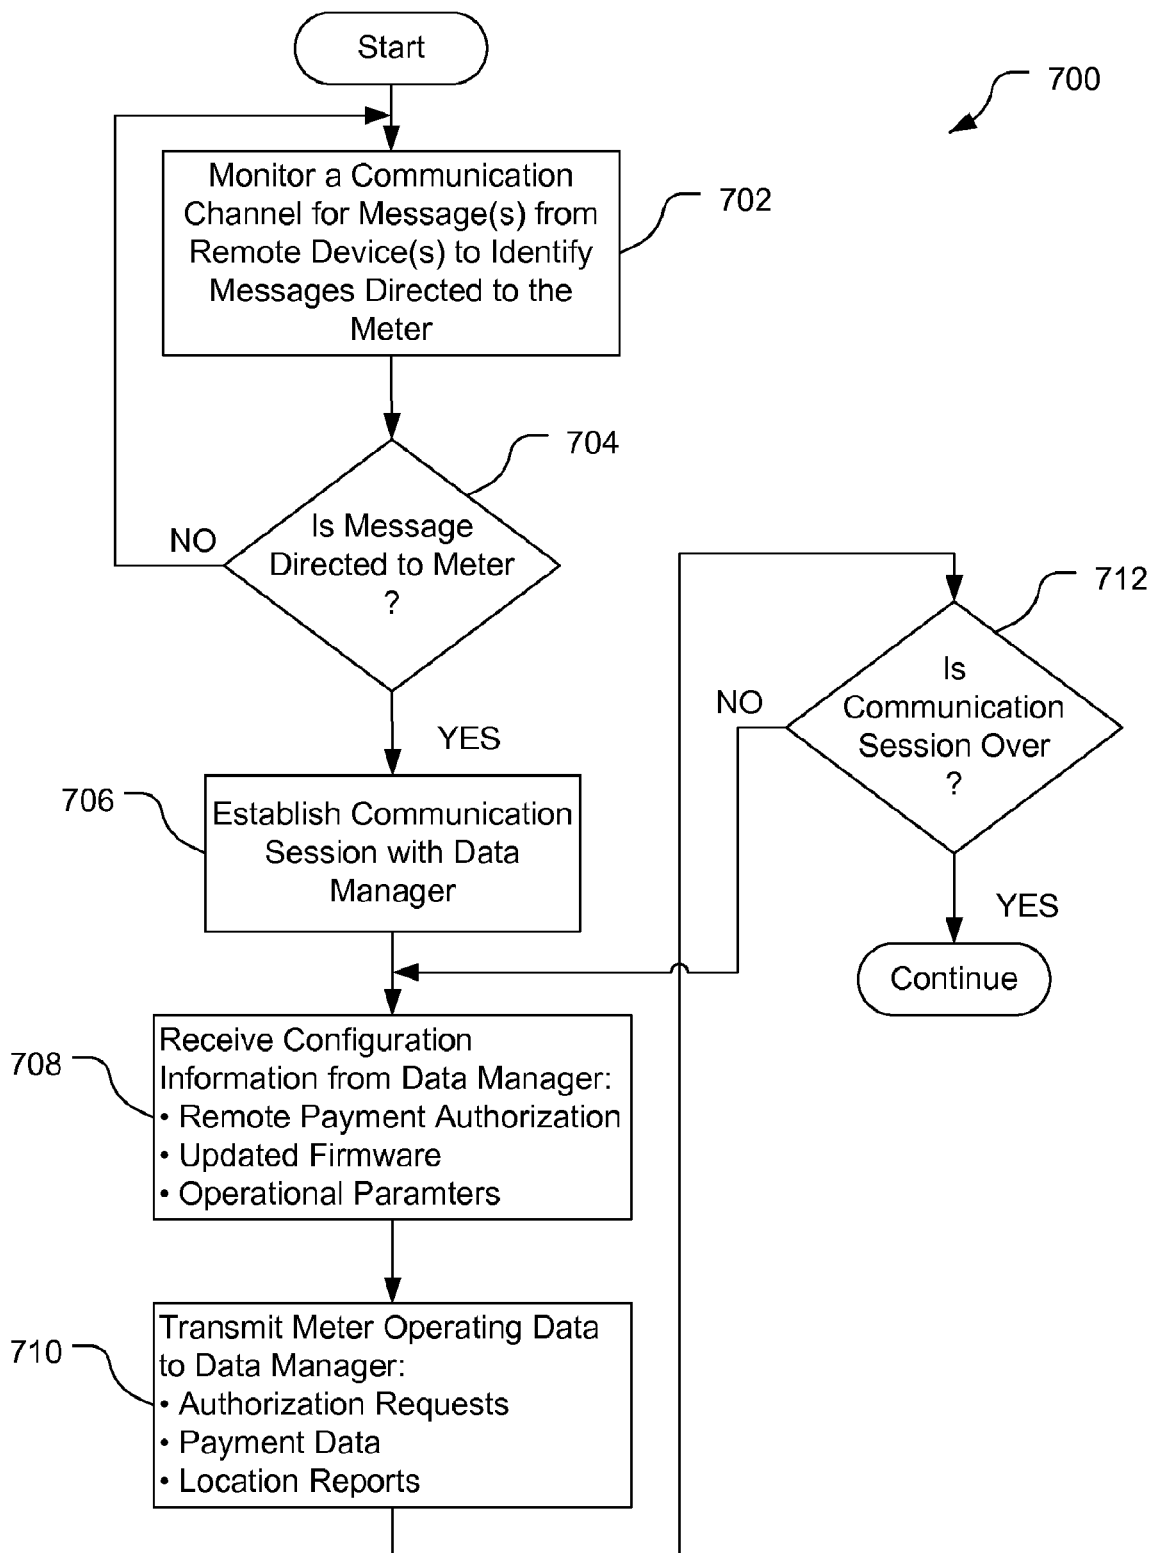 Start
700
Monitor a Communication
Channel for Message(s) from
Remote Device(s) to Identify
Messages Directed to the
Meter
702
704
Is Message
Directed to Meter
?
NO
YES
706
Establish Communication
Session with Data
Manager
708
Receive Configuration
Information from Data Manager:
• Remote Payment Authorization
• Updated Firmware
• Operational Paramters
710
Transmit Meter Operating Data
to Data Manager:
• Authorization Requests
• Payment Data
• Location Reports
712
Is
Communication
Session Over
?
NO
YES
Continue